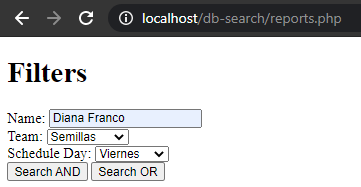 localhost/db-search/reports.php
Filters
Name: Diana Franco
Team: Semillas
Schedule Day: Viernes
Search AND Search OR